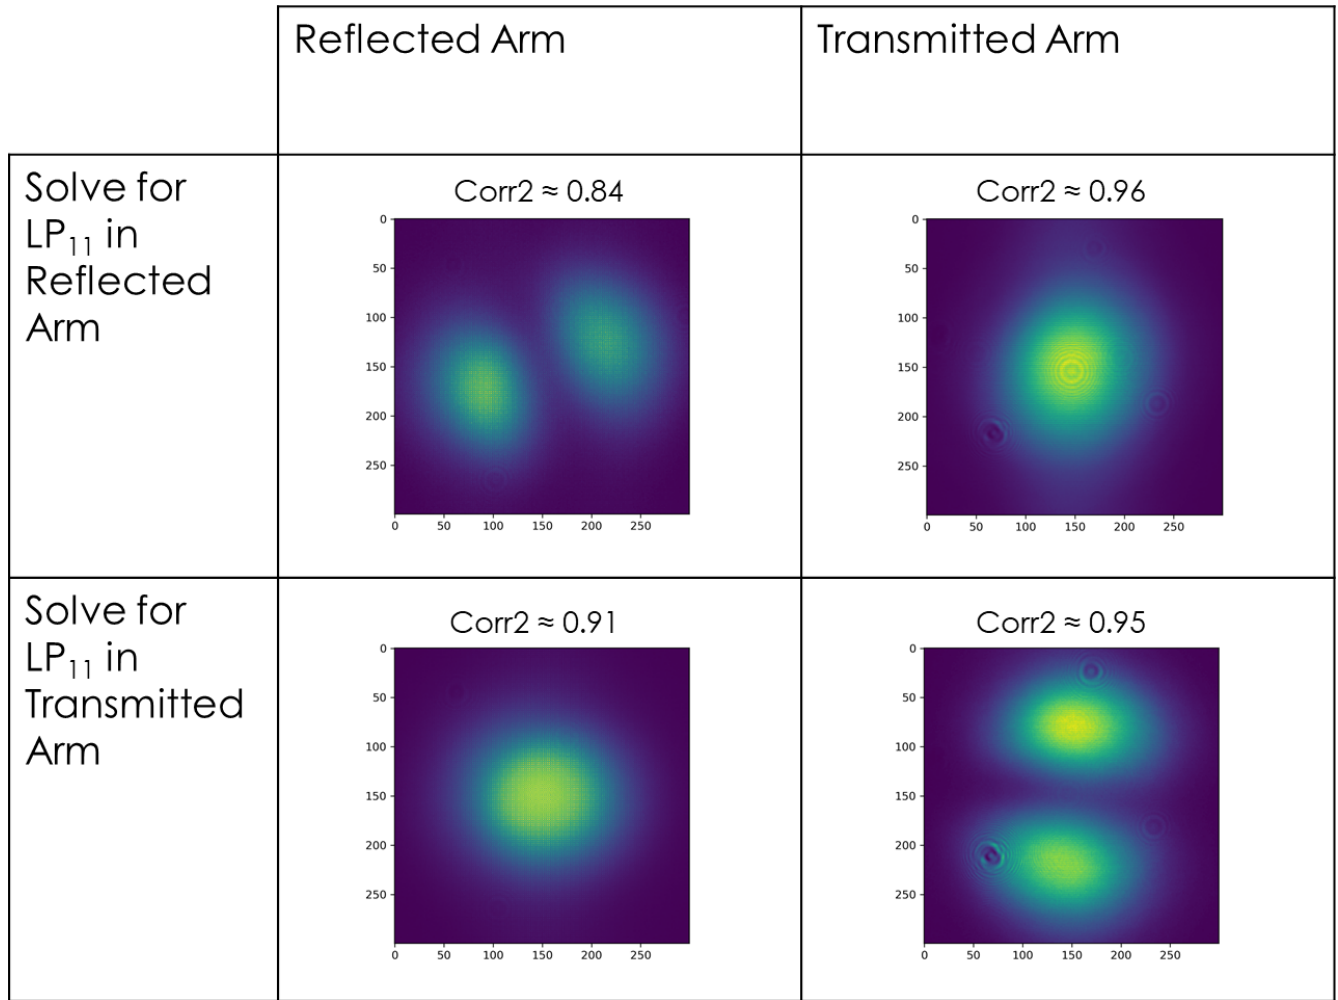 Reflected Arm
Transmitted Arm
Solve for
LP₁₁ in
Reflected
Arm
Corr2 ≈ 0.84
0
50
100
150
200
250
0 50 100 150 200 250
Corr2 ≈ 0.96
0
50
100
150
200
250
0 50 100 150 200 250
Solve for
LP₁₁ in
Transmitted
Arm
Corr2 ≈ 0.91
0
50
100
150
200
250
0 50 100 150 200 250
Corr2 ≈ 0.95
0
50
100
150
200
250
0 50 100 150 200 250